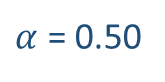 𝛼 = 0.50